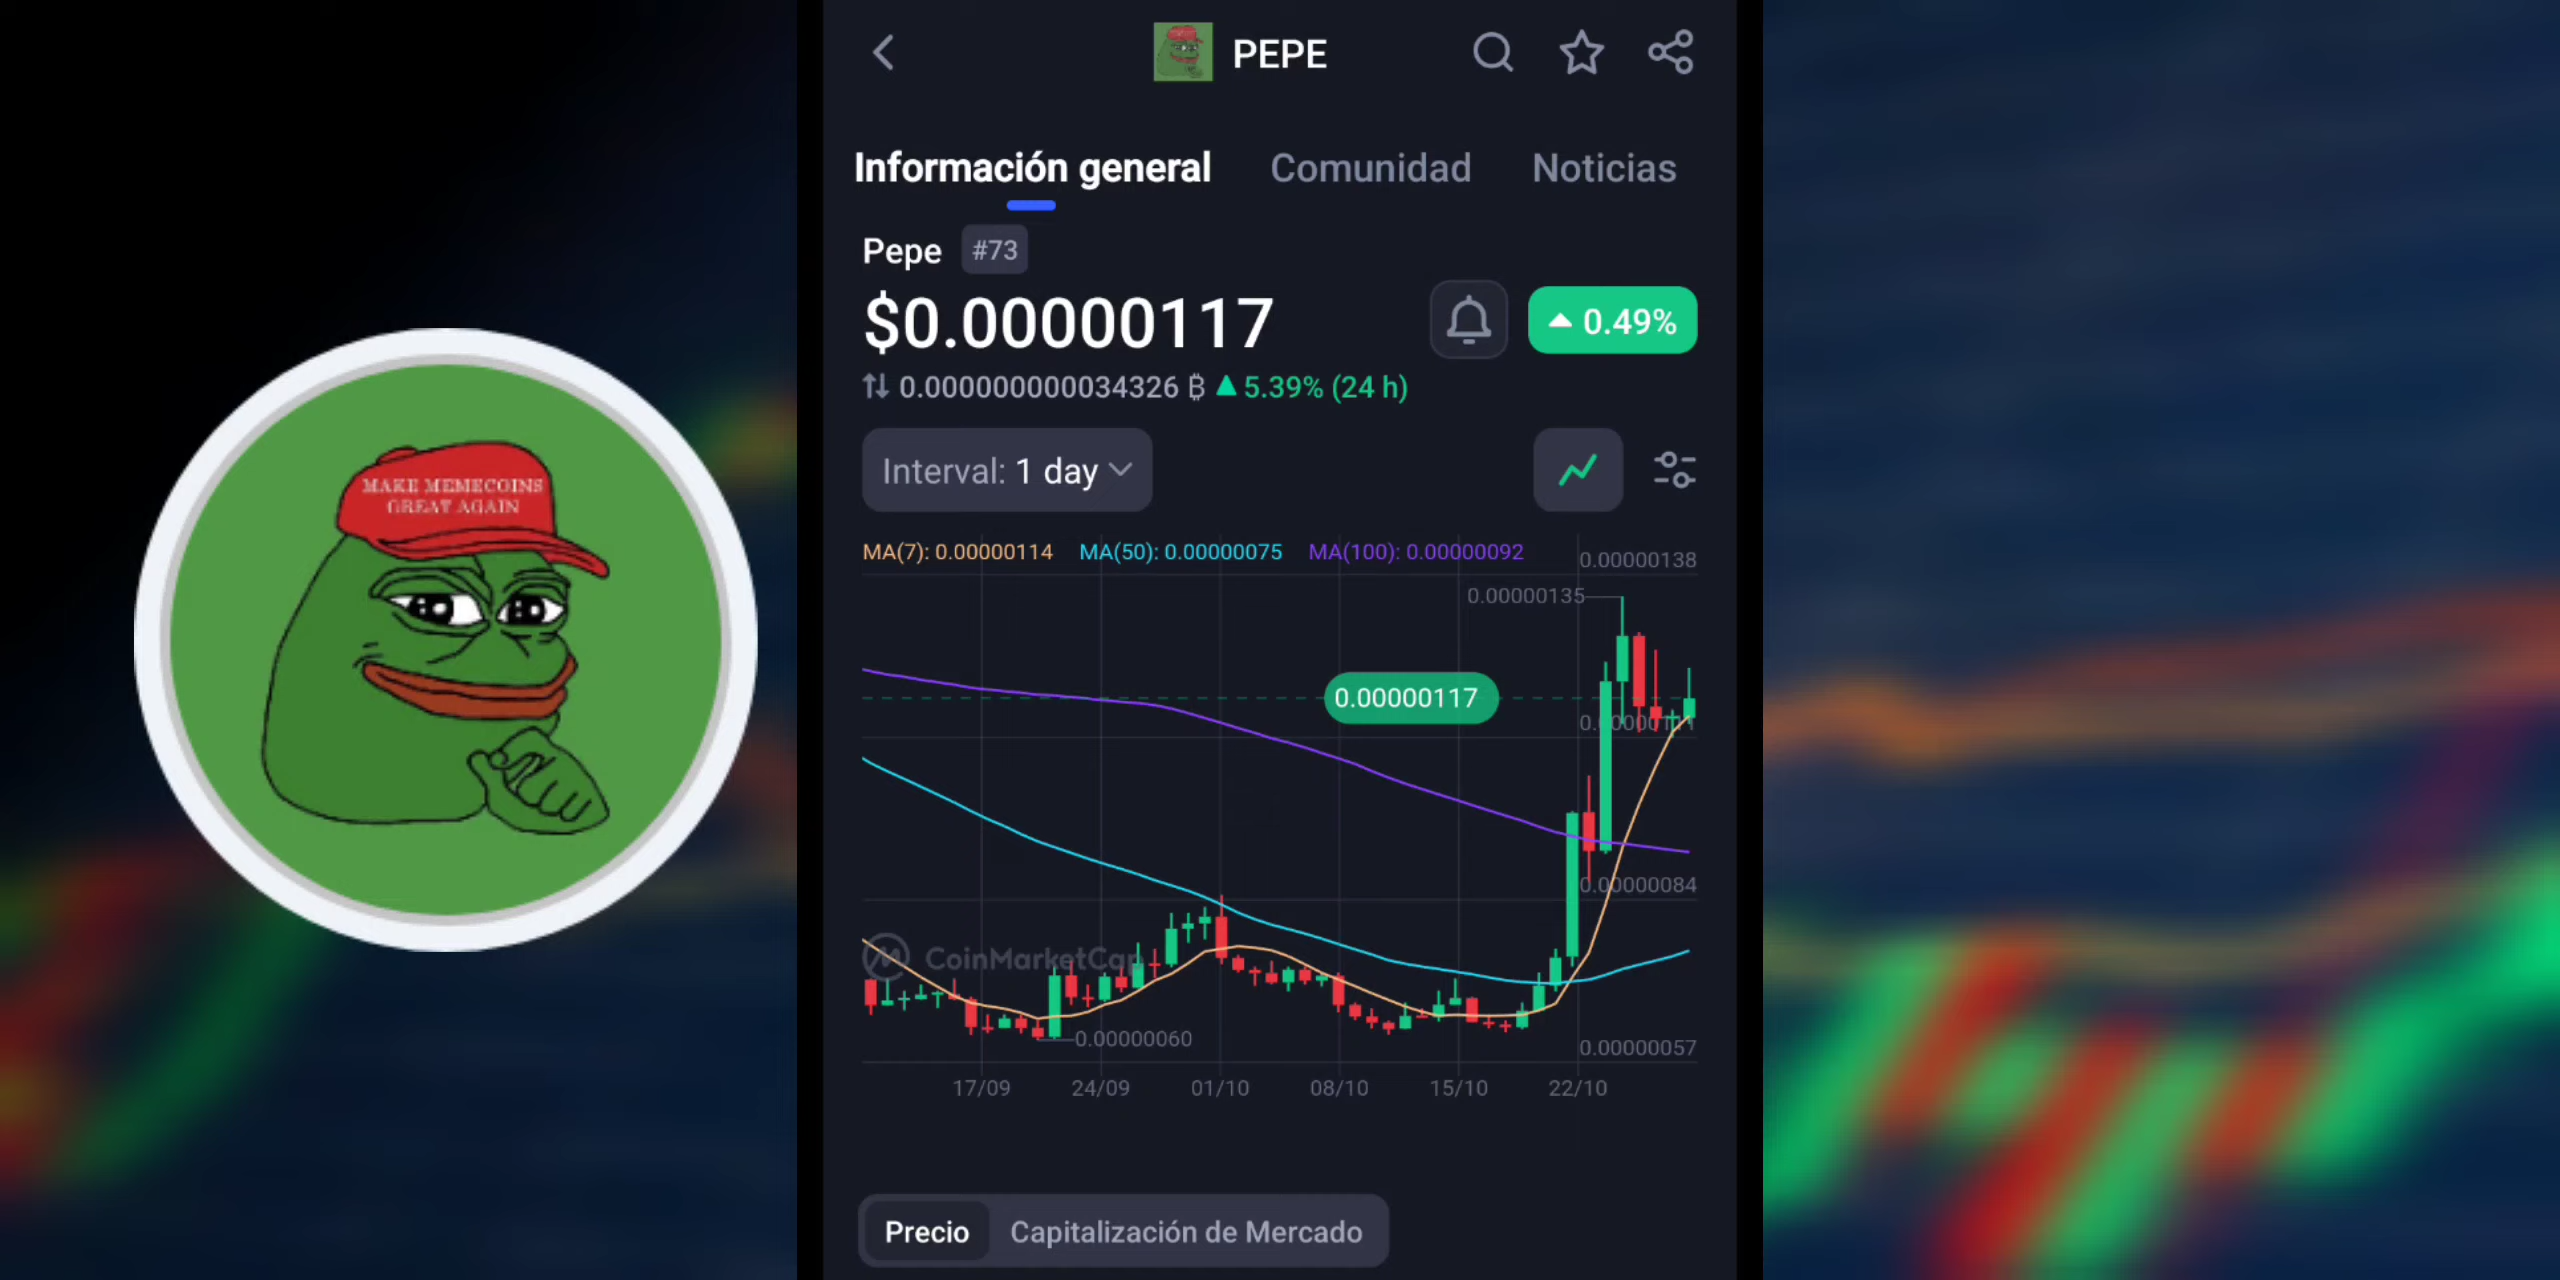 MAKE MEMECOINS
GREAT AGAIN
PEPE
Información general Comunidad Noticias
Pepe #73
$0.00000117
0.49%
0.000000000034326 ₿ 5.39% (24 h)
Interval: 1 day
MA(7): 0.00000114 MA(50): 0.00000075 MA(100): 0.00000092
0.00000138
0.00000135
0.00000117
0.00000111
0.00000084
CoinMarketCap
0.00000060
0.00000057
17/09 24/09 01/10 08/10 15/10 22/10
Precio Capitalización de Mercado